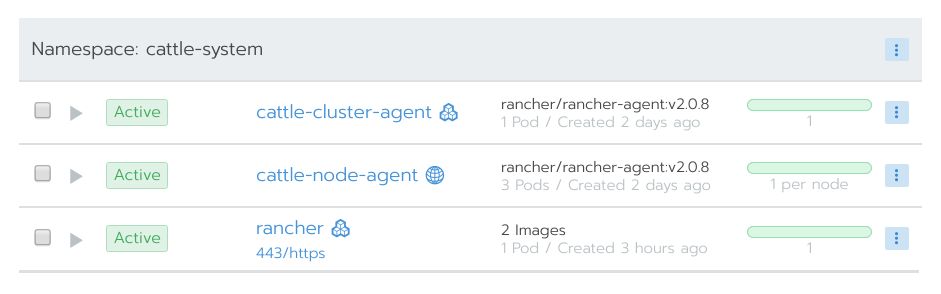 Namespace: cattle-system
Active
cattle-cluster-agent
rancher/rancher-agent:v2.0.8
1 Pod / Created 2 days ago
1
Active
cattle-node-agent
rancher/rancher-agent:v2.0.8
3 Pods / Created 2 days ago
1 per node
Active
rancher
443/https
2 Images
1 Pod / Created 3 hours ago
1